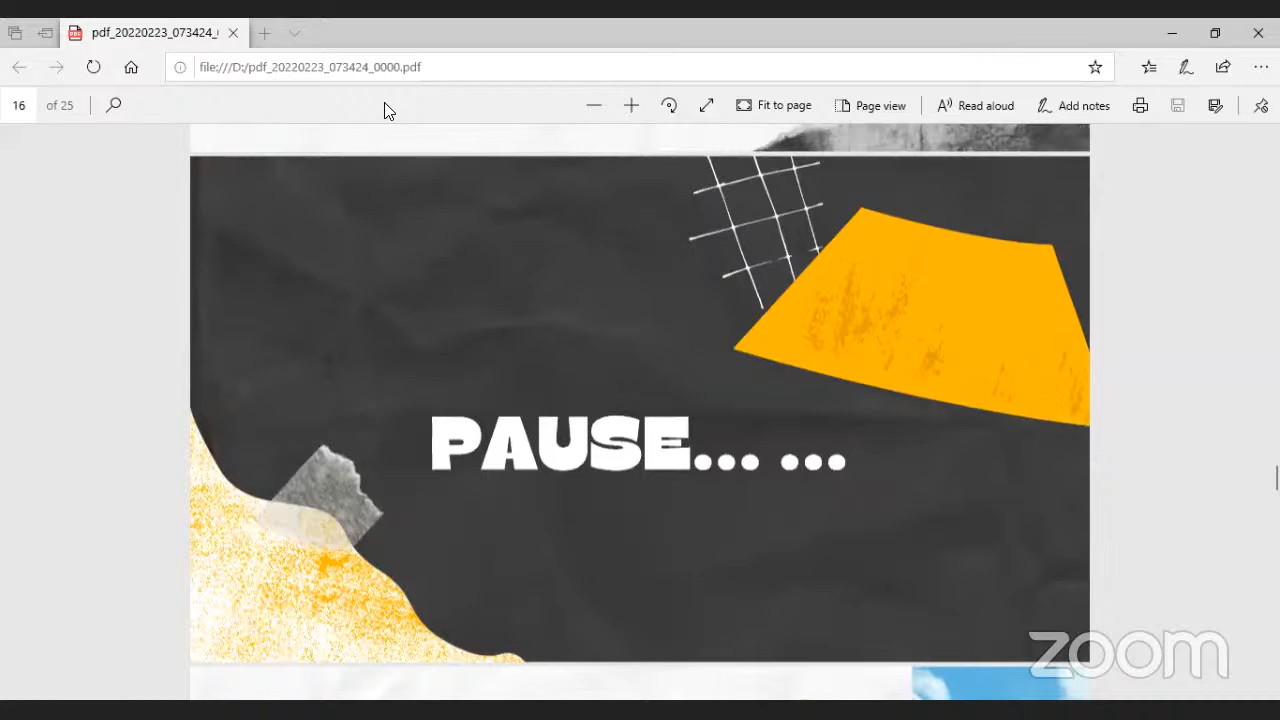 pdf_20220223_073424_
file:///D:/pdf_20220223_073424_0000.pdf
16 of 25 Fit to page Page view Read aloud Add notes
PAUSE... ...
zoom